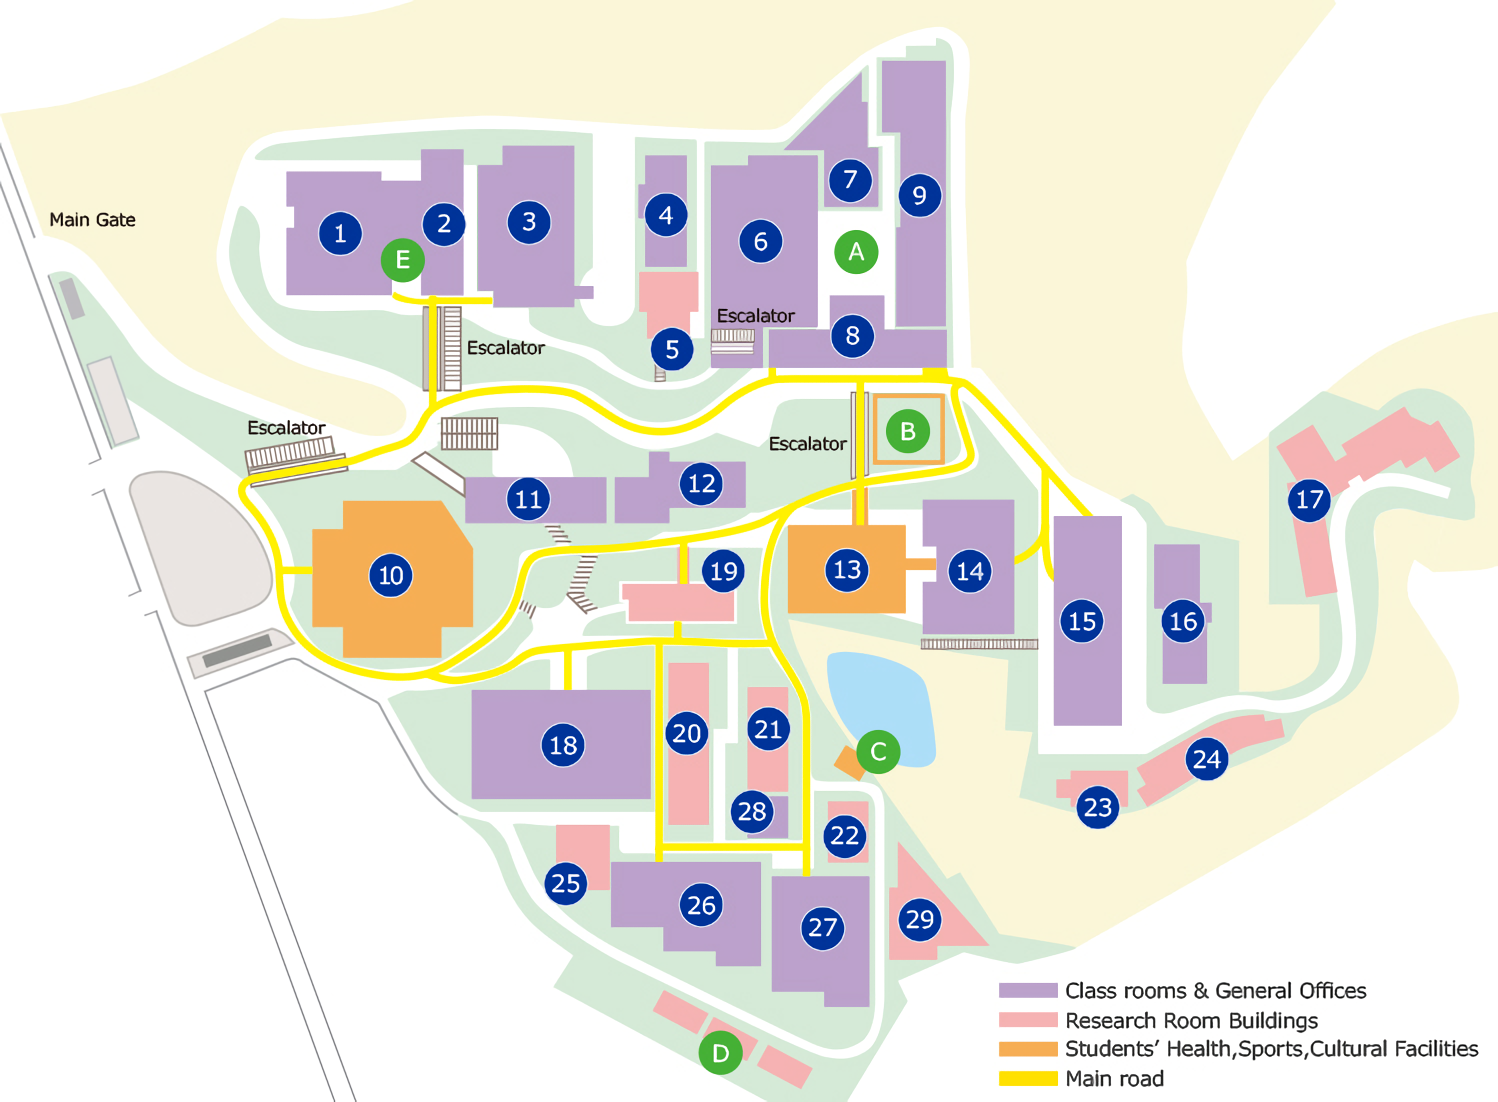 Main Gate
1
2
3
4
5
6
7
8
9
E
A
Escalator
Escalator
Escalator
Escalator
B
10
11
12
13
14
15
16
17
18
19
20
21
22
23
24
25
26
27
28
29
C
D
Class rooms & General Offices
Research Room Buildings
Students’ Health,Sports,Cultural Facilities
Main road